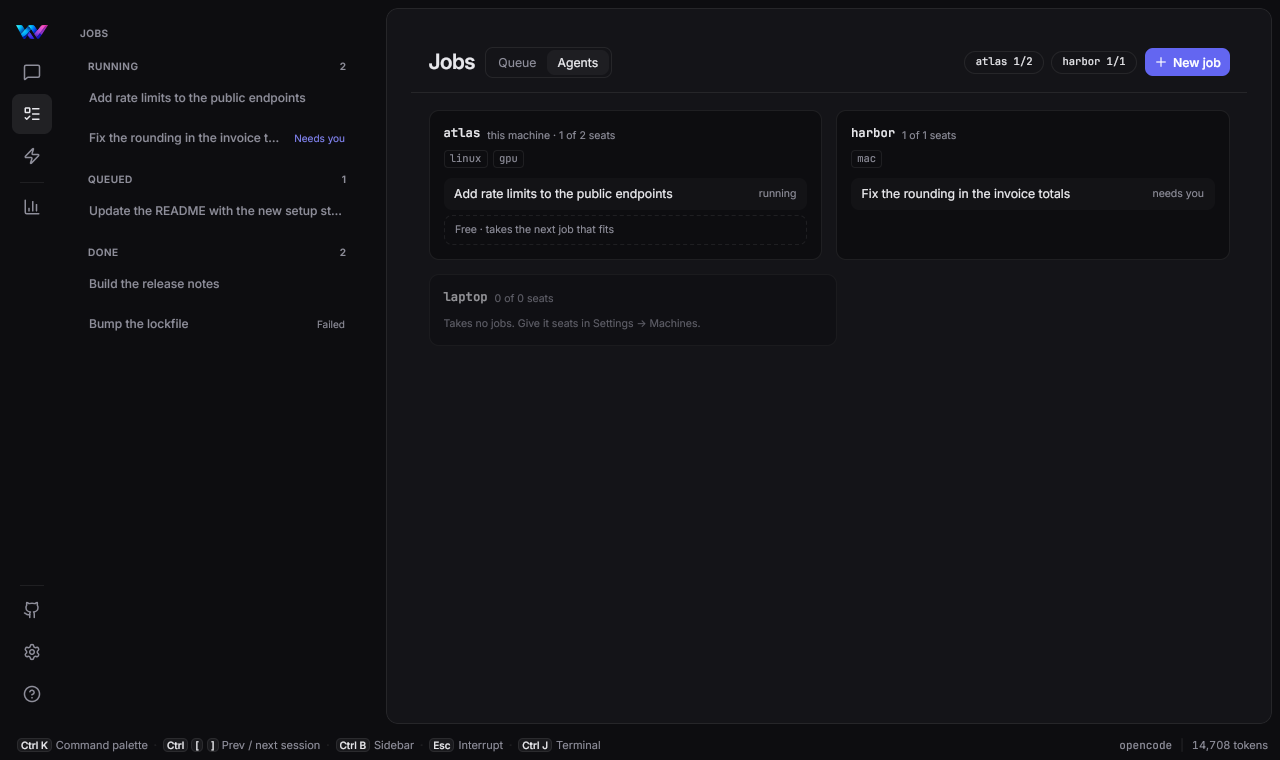 JOBS
RUNNING 2
Add rate limits to the public endpoints
Fix the rounding in the invoice t... Needs you
QUEUED 1
Update the README with the new setup st...
DONE 2
Build the release notes
Bump the lockfile Failed
Jobs Queue Agents atlas 1/2 harbor 1/1 + New job
atlas this machine · 1 of 2 seats
linux gpu
Add rate limits to the public endpoints running
Free · takes the next job that fits
harbor 1 of 1 seats
mac
Fix the rounding in the invoice totals needs you
laptop 0 of 0 seats
Takes no jobs. Give it seats in Settings → Machines.
Ctrl K Command palette · Ctrl [ ] Prev / next session · Ctrl B Sidebar · Esc Interrupt · Ctrl J Terminal opencode 14,708 tokens